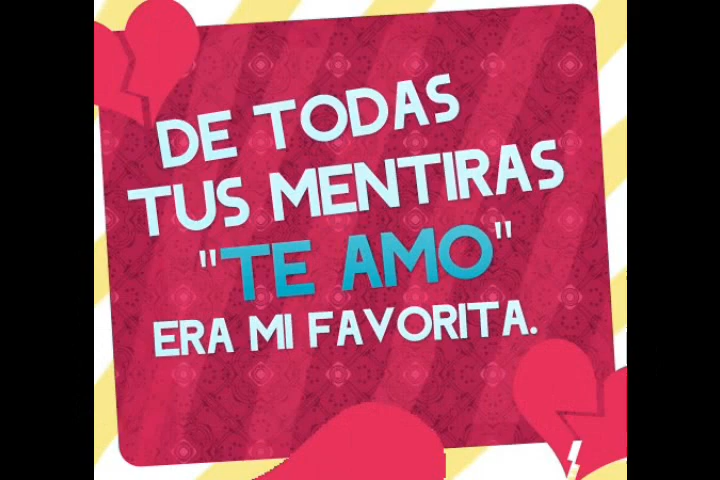 DE TODAS
TUS MENTIRAS
"TE AMO"
ERA MI FAVORITA.